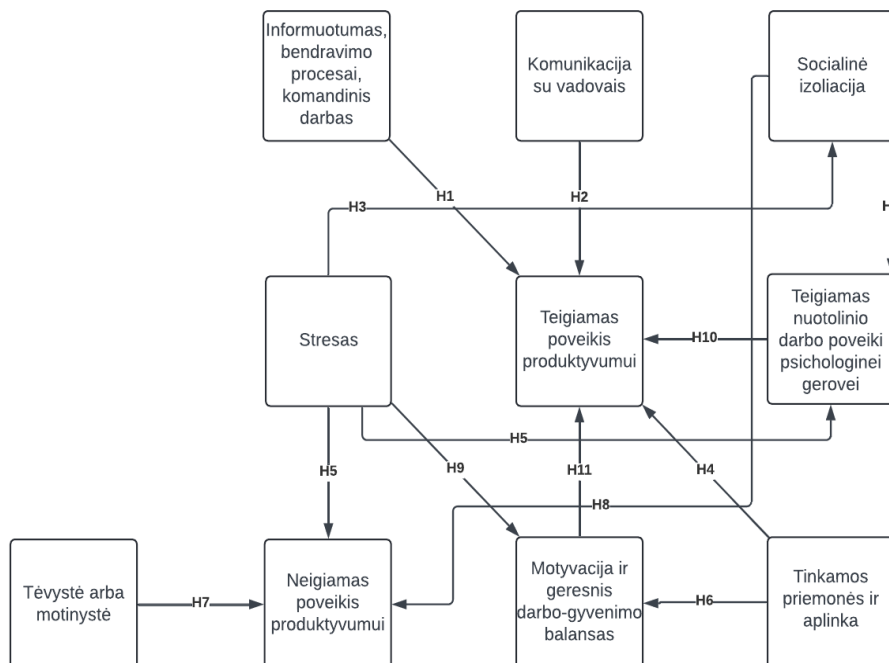 Informuotumas,
bendravimo
procesai,
komandinis
darbas
Komunikacija
su vadovais
Socialinė
izoliacija
H1
H2
H3
H
Stresas
Teigiamas
poveikis
produktyvumui
H10
Teigiamas
nuotolinio
darbo poveiki
psichologinei
gerovei
H5
H5
H9
H11
H4
H8
Tėvystė arba
motinystė
H7
Neigiamas
poveikis
produktyvumui
Motyvacija ir
geresnis
darbo-gyvenimo
balansas
H6
Tinkamos
priemonės ir
aplinka